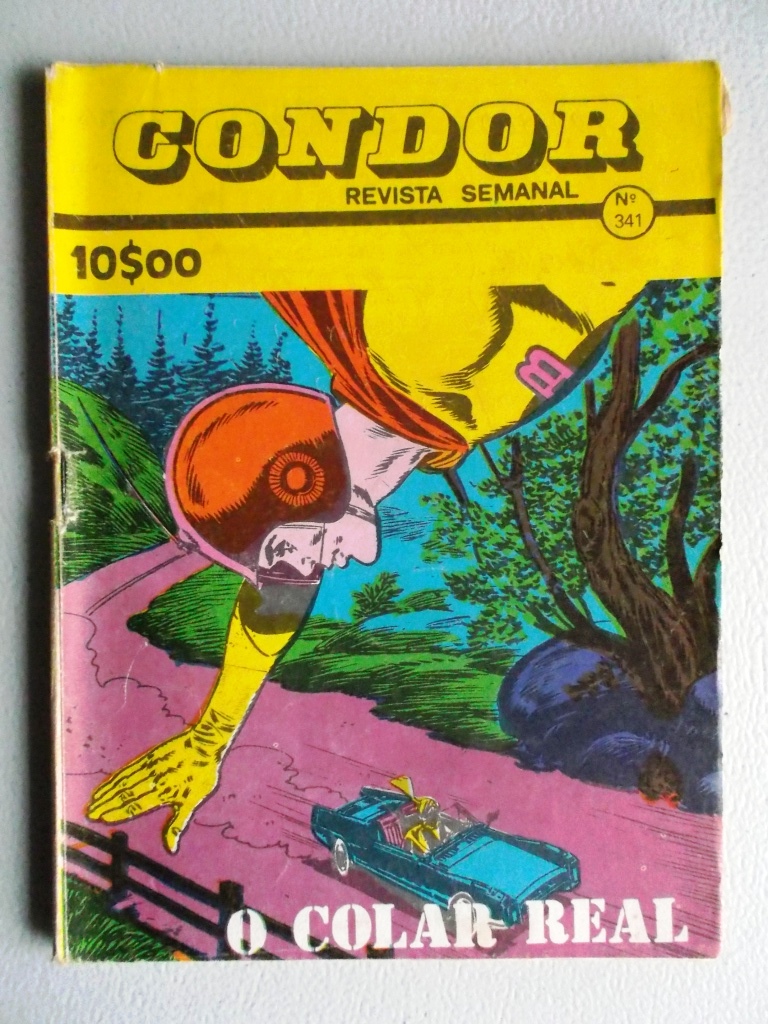 CONDOR
REVISTA SEMANAL
Nº
341
10$00
B
O COLAR REAL